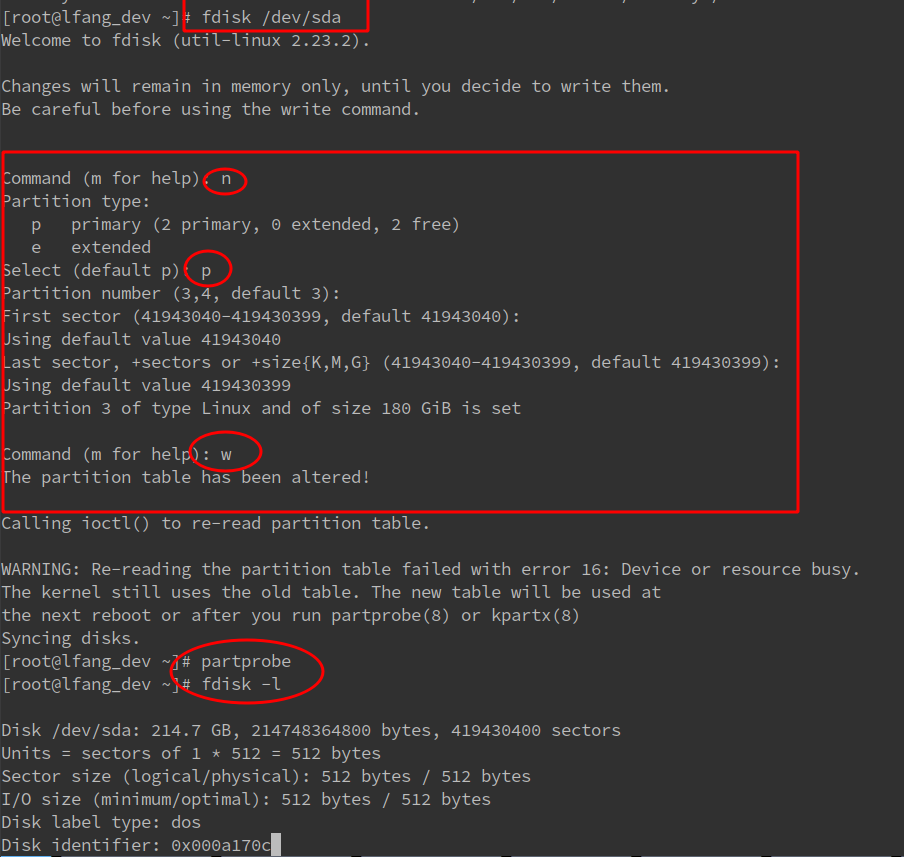 [root@lfang_dev ~]# fdisk /dev/sda
Welcome to fdisk (util-linux 2.23.2).
Changes will remain in memory only, until you decide to write them.
Be careful before using the write command.
Command (m for help): n
Partition type:
   p   primary (2 primary, 0 extended, 2 free)
   e   extended
Select (default p): p
Partition number (3,4, default 3):
First sector (41943040-419430399, default 41943040):
Using default value 41943040
Last sector, +sectors or +size{K,M,G} (41943040-419430399, default 419430399):
Using default value 419430399
Partition 3 of type Linux and of size 180 GiB is set
Command (m for help): w
The partition table has been altered!
Calling ioctl() to re-read partition table.
WARNING: Re-reading the partition table failed with error 16: Device or resource busy.
The kernel still uses the old table. The new table will be used at
the next reboot or after you run partprobe(8) or kpartx(8)
Syncing disks.
[root@lfang_dev ~]# partprobe
[root@lfang_dev ~]# fdisk -l
Disk /dev/sda: 214.7 GB, 214748364800 bytes, 419430400 sectors
Units = sectors of 1 * 512 = 512 bytes
Sector size (logical/physical): 512 bytes / 512 bytes
I/O size (minimum/optimal): 512 bytes / 512 bytes
Disk label type: dos
Disk identifier: 0x000a170c